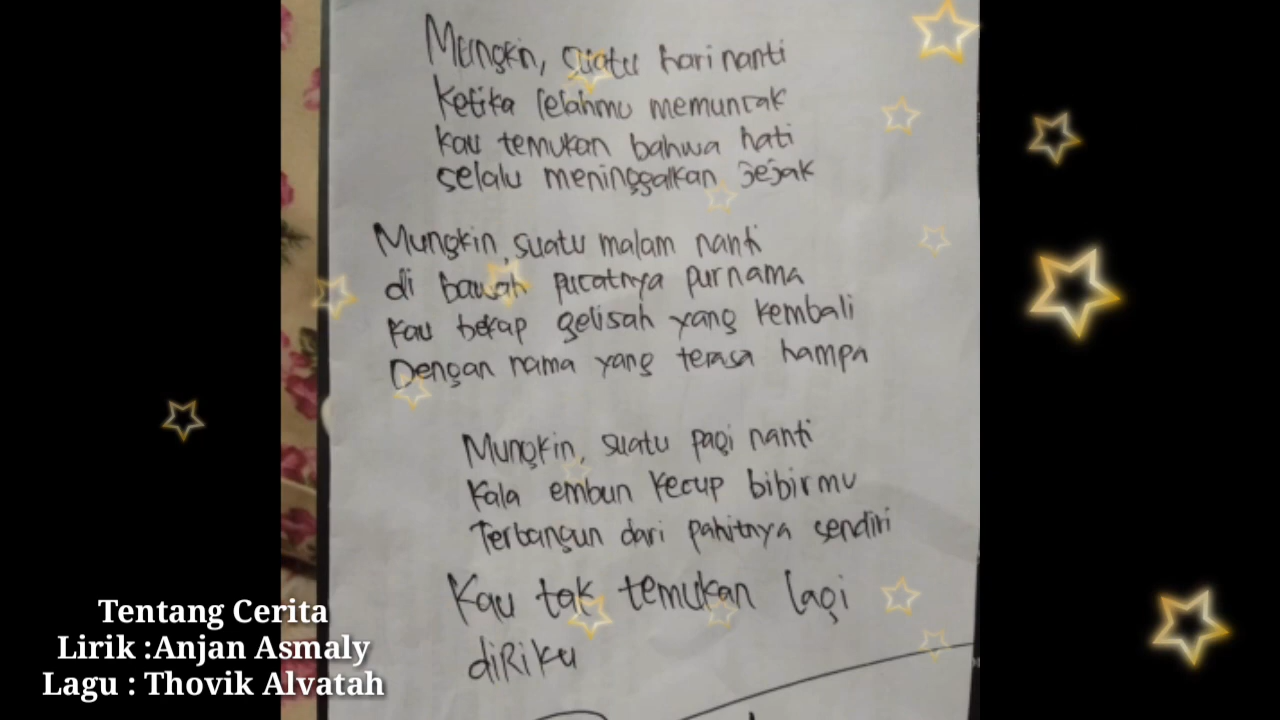 Mungkin, suatu hari nanti
Ketika lelahmu memuncak
Kau temukan bahwa hati
selalu meninggalkan jejak
Mungkin, suatu malam nanti
di bawah pucatnya purnama
Kau dekap gelisah yang kembali
Dengan nama yang terasa hampa
Mungkin, suatu pagi nanti
Kala embun kecup bibirmu
Terbangun dari pahitnya sendiri
Kau tak temukan lagi
diRiku
Tentang Cerita
Lirik :Anjan Asmaly
Lagu : Thovik Alvatah